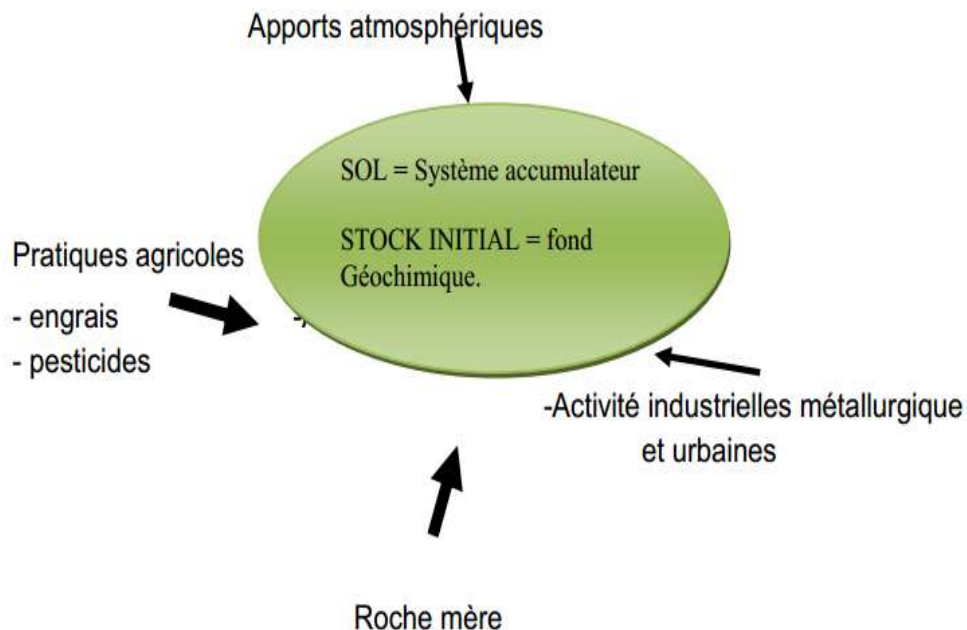 Apports atmosphériques
SOL = Système accumulateur
STOCK INITIAL = fond
Géochimique.
Pratiques agricoles
- engrais
- pesticides
-Activité industrielles métallurgique
et urbaines
Roche mère